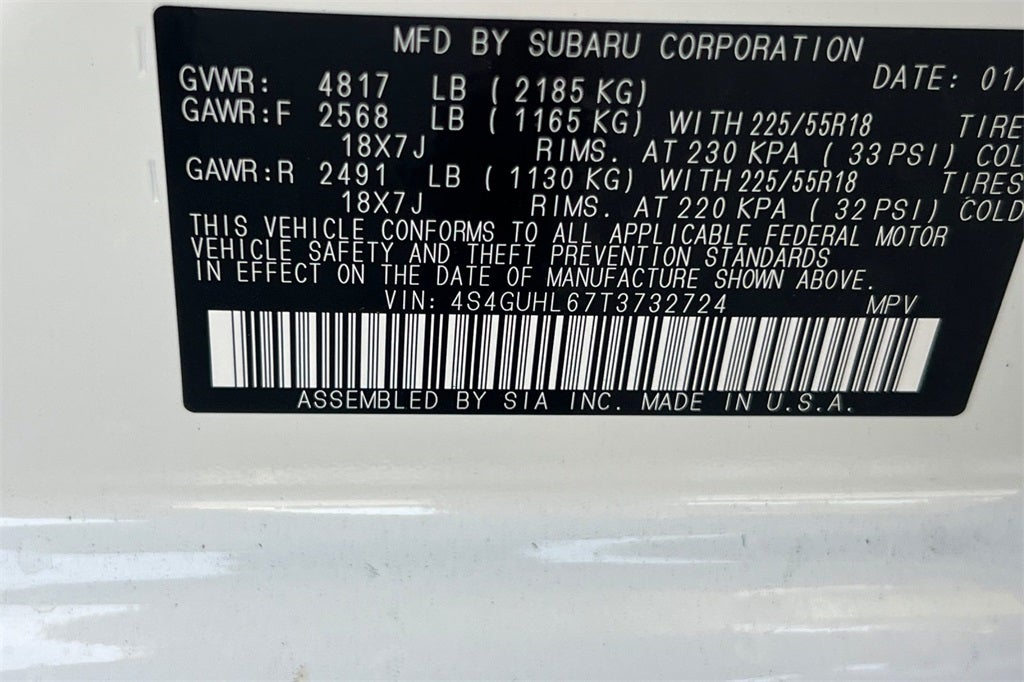 MFD BY SUBARU CORPORATION
GVWR: 4817 LB ( 2185 KG) DATE: 01/
GAWR:F 2568 LB ( 1165 KG) WITH 225/55R18 TIRE
18X7J RIMS. AT 230 KPA ( 33 PSI) COL
GAWR:R 2491 LB ( 1130 KG) WITH 225/55R18 TIRES
18X7J RIMS. AT 220 KPA ( 32 PSI) COLD
THIS VEHICLE CONFORMS TO ALL APPLICABLE FEDERAL MOTOR
VEHICLE SAFETY AND THEFT PREVENTION STANDARDS
IN EFFECT ON THE DATE OF MANUFACTURE SHOWN ABOVE.
VIN: 4S4GUHL67T3732724 MPV
ASSEMBLED BY SIA INC. MADE IN U.S.A.